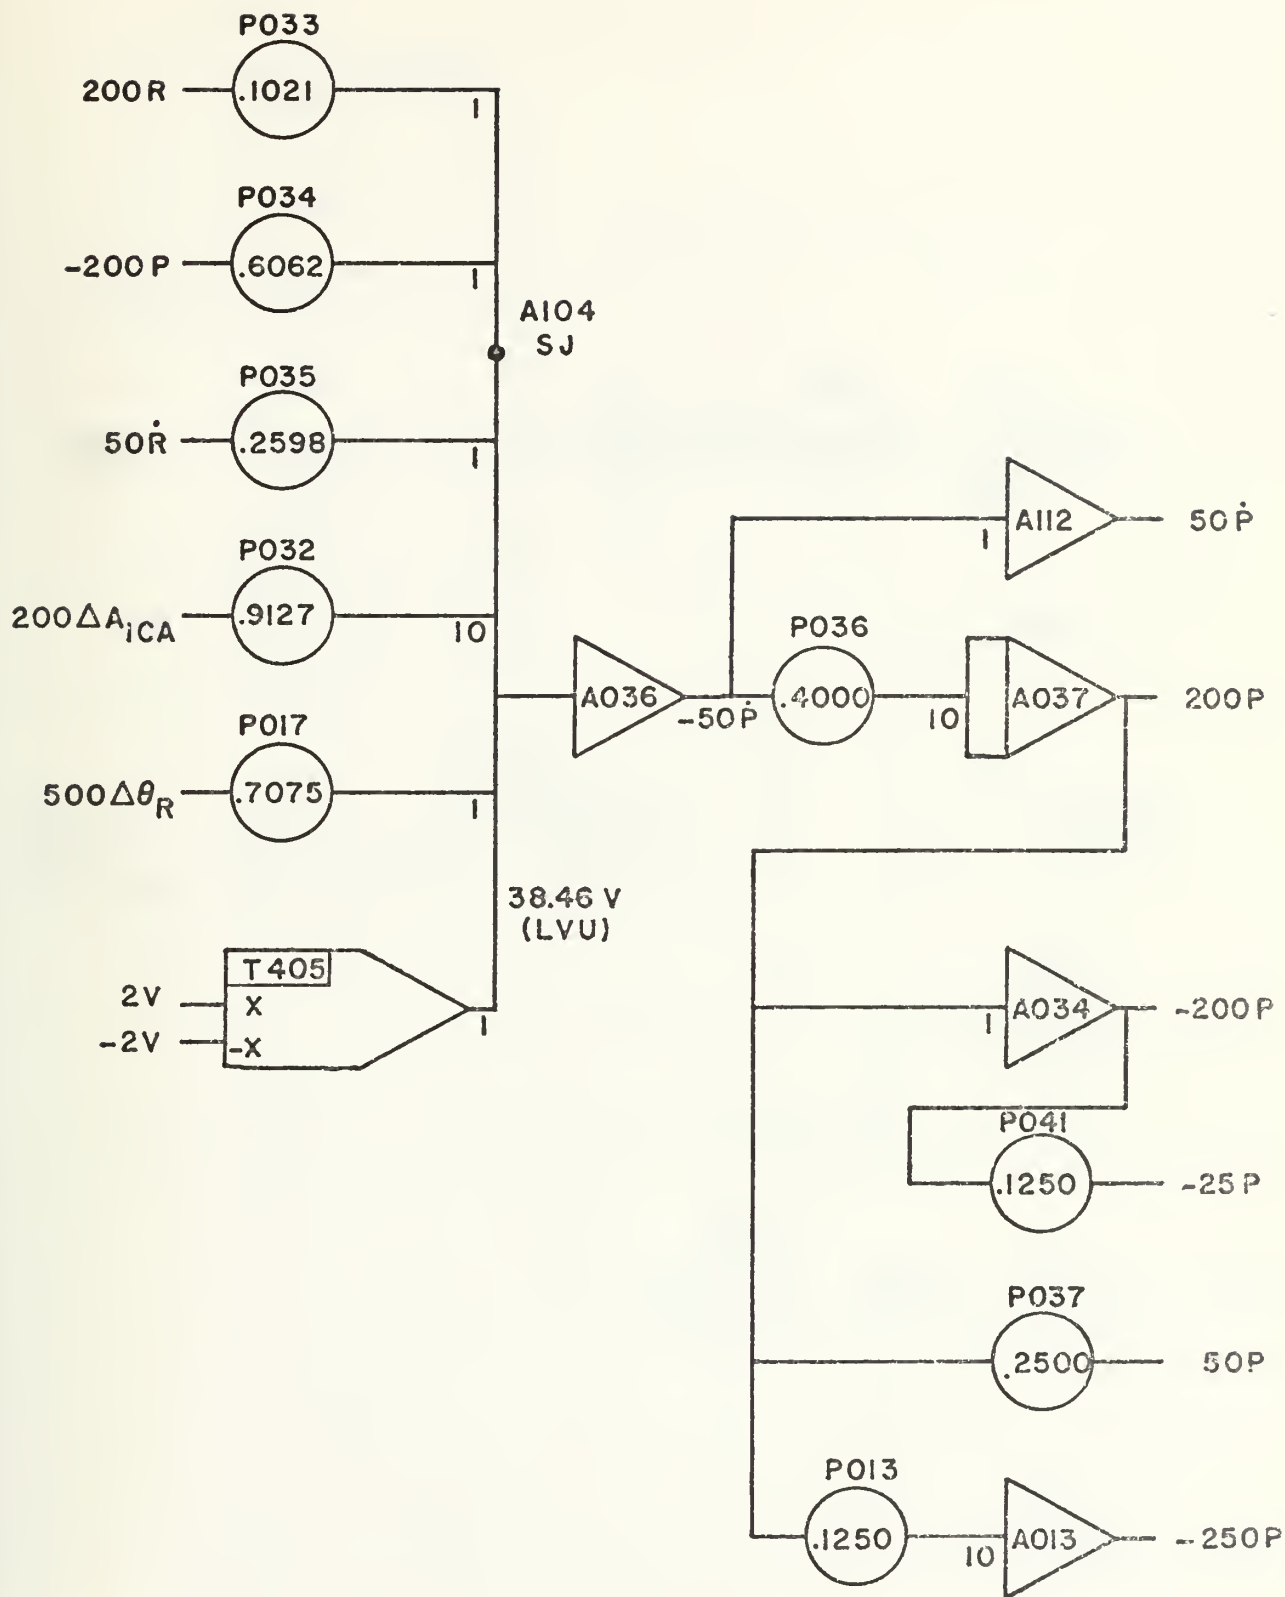 P033
200R
.1021
1
P034
-200P
.6062
1
A104
SJ
P035
50Ṙ
.2598
1
P032
200ΔA_iCA
.9127
10
P017
500Δθ_R
.7075
1
38.46 V
(LVU)
T405
2V
X
-2V
-X
1
A036
-50Ṗ
1
A112
50Ṗ
P036
.4000
10
A037
200P
1
A034
-200P
P041
.1250
-25P
P037
.2500
50P
P013
.1250
10
A013
-250P